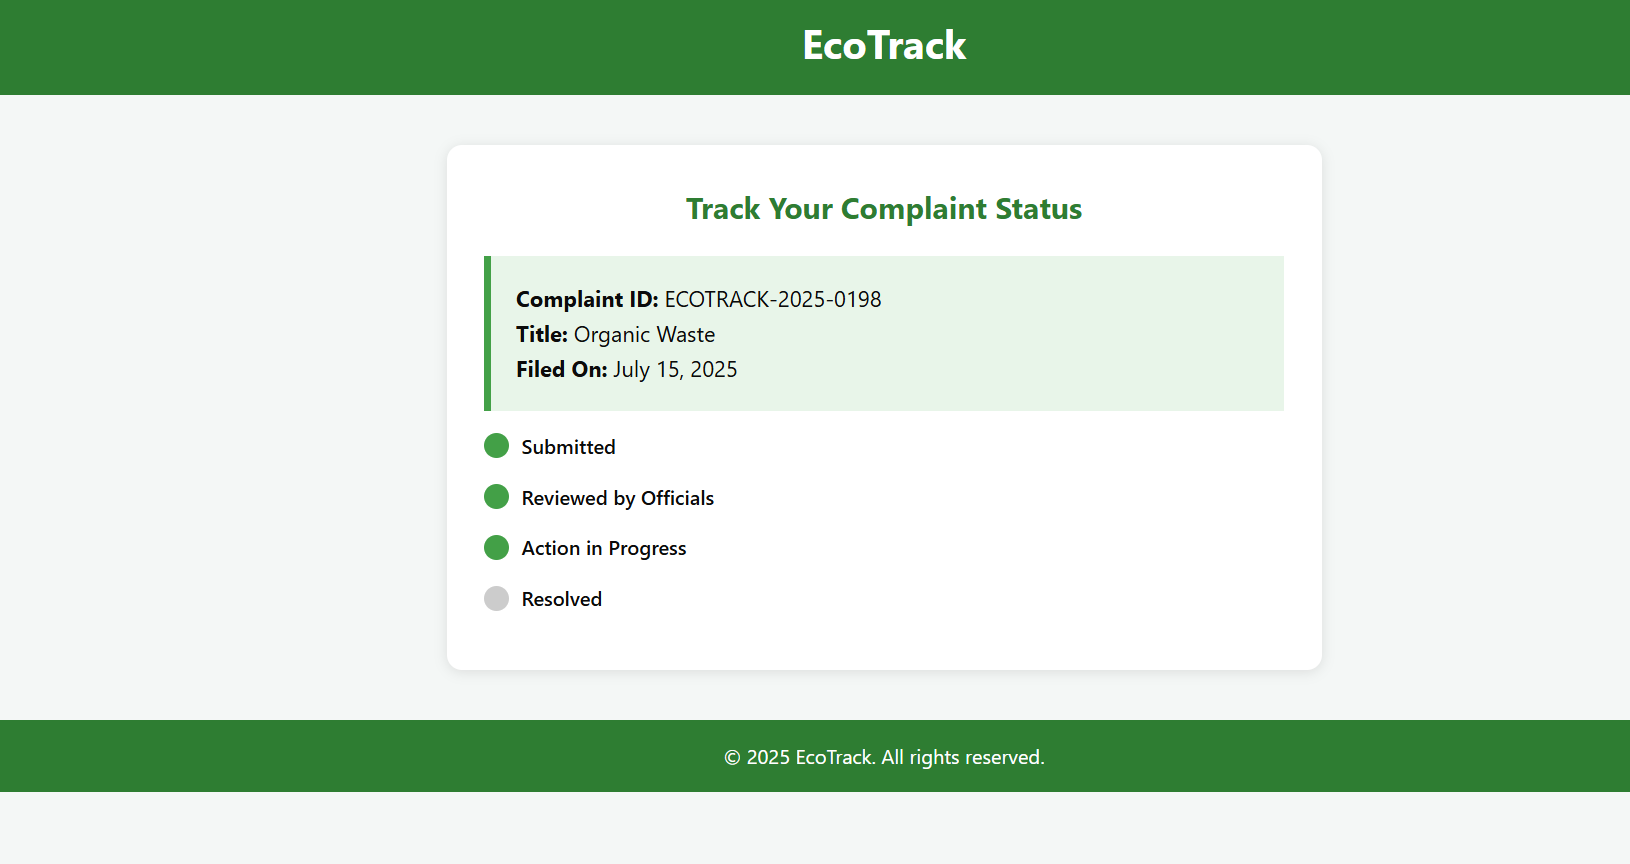 EcoTrack
Track Your Complaint Status
Complaint ID: ECOTRACK-2025-0198
Title: Organic Waste
Filed On: July 15, 2025
Submitted
Reviewed by Officials
Action in Progress
Resolved
© 2025 EcoTrack. All rights reserved.